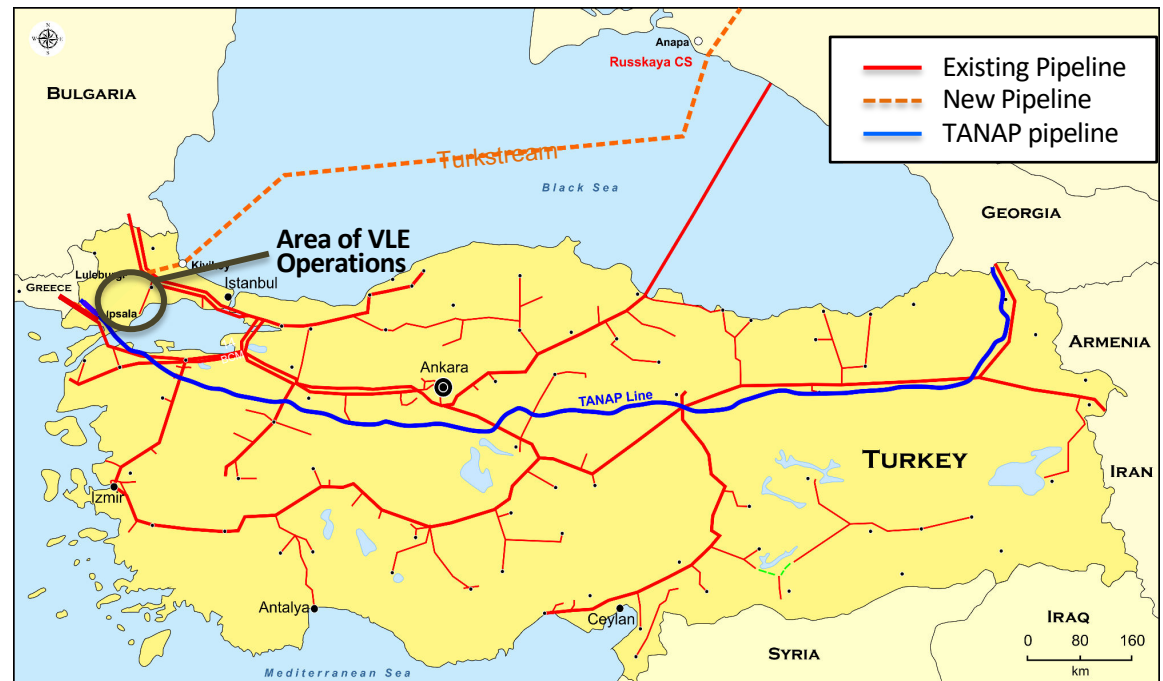 N
W
E
S
BULGARIA
Anapa
Russkaya CS
Existing Pipeline
New Pipeline
TANAP pipeline
Turkstream
Black Sea
GEORGIA
Area of VLE
Operations
Luleburg
Istanbul
GREECE
ipsala
ARMENIA
BCM
Ankara
TANAP Line
TURKEY
IRAN
Izmir
Antalya
Ceylan
IRAQ
0 80 160
km
SYRIA
Mediterranean Sea